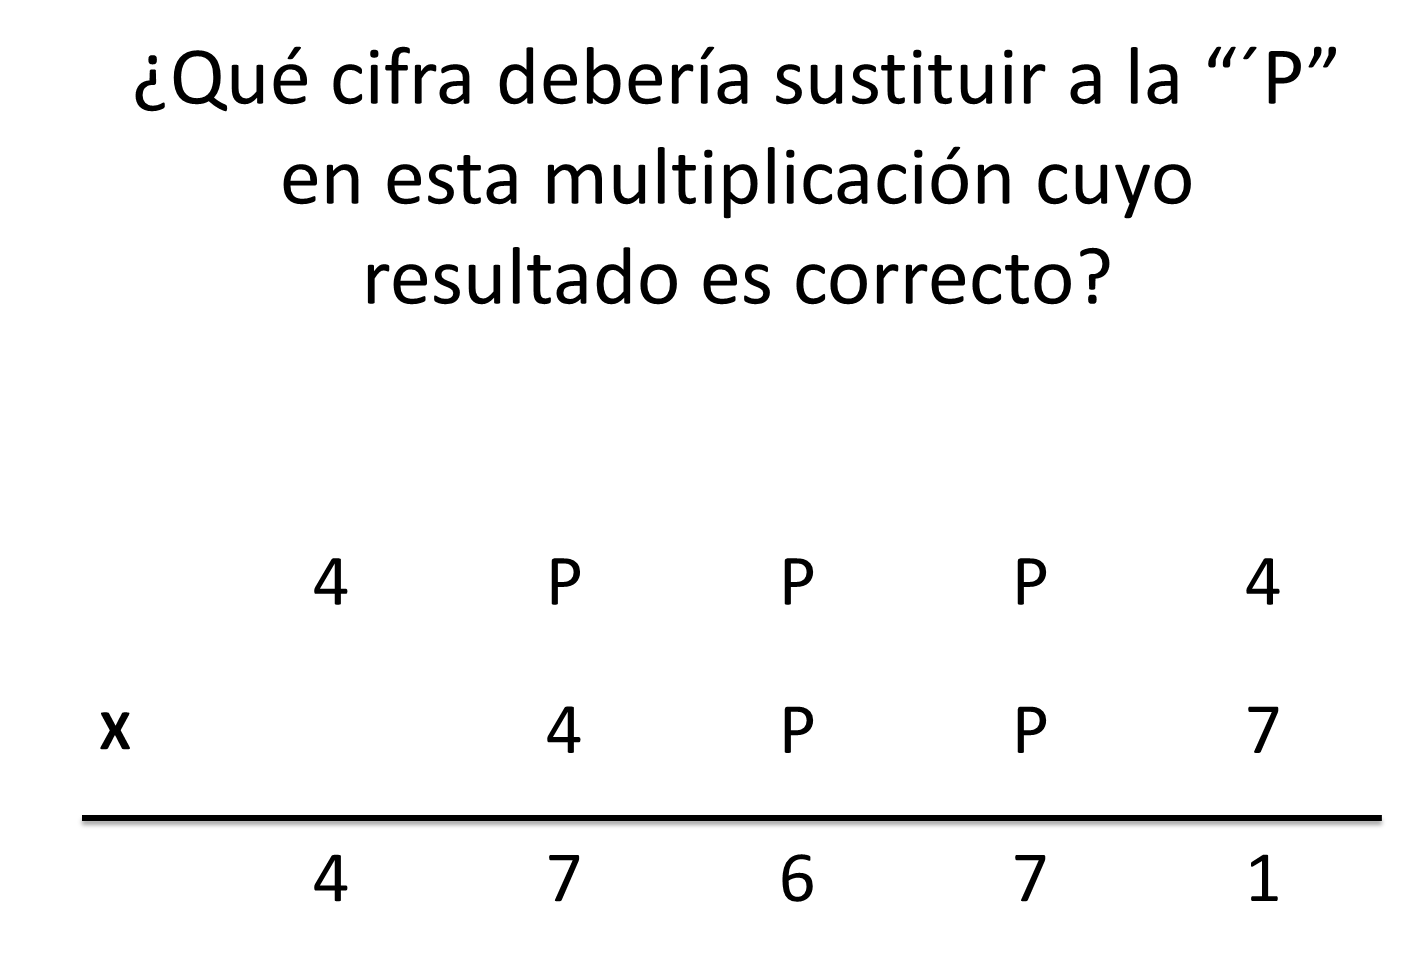 ¿Qué cifra debería sustituir a la “´P”
en esta multiplicación cuyo
resultado es correcto?
4 P P P 4
x 4 P P 7
4 7 6 7 1